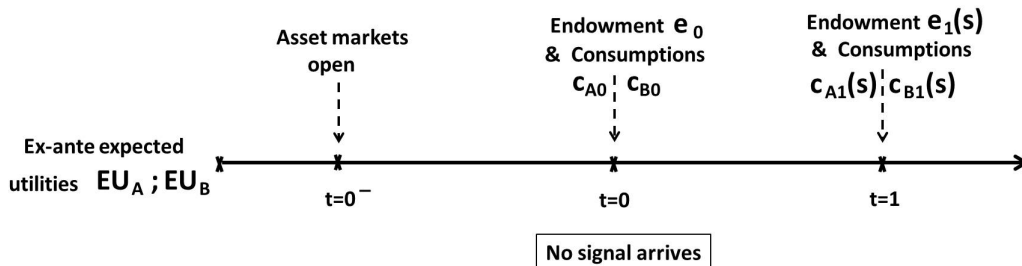 Asset markets
open
Endowment e 0
& Consumptions
cA0 cB0
Endowment e1(s)
& Consumptions
cA1(s) cB1(s)
Ex-ante expected
utilities EUA ; EUB
t=0 −
t=0
t=1
No signal arrives